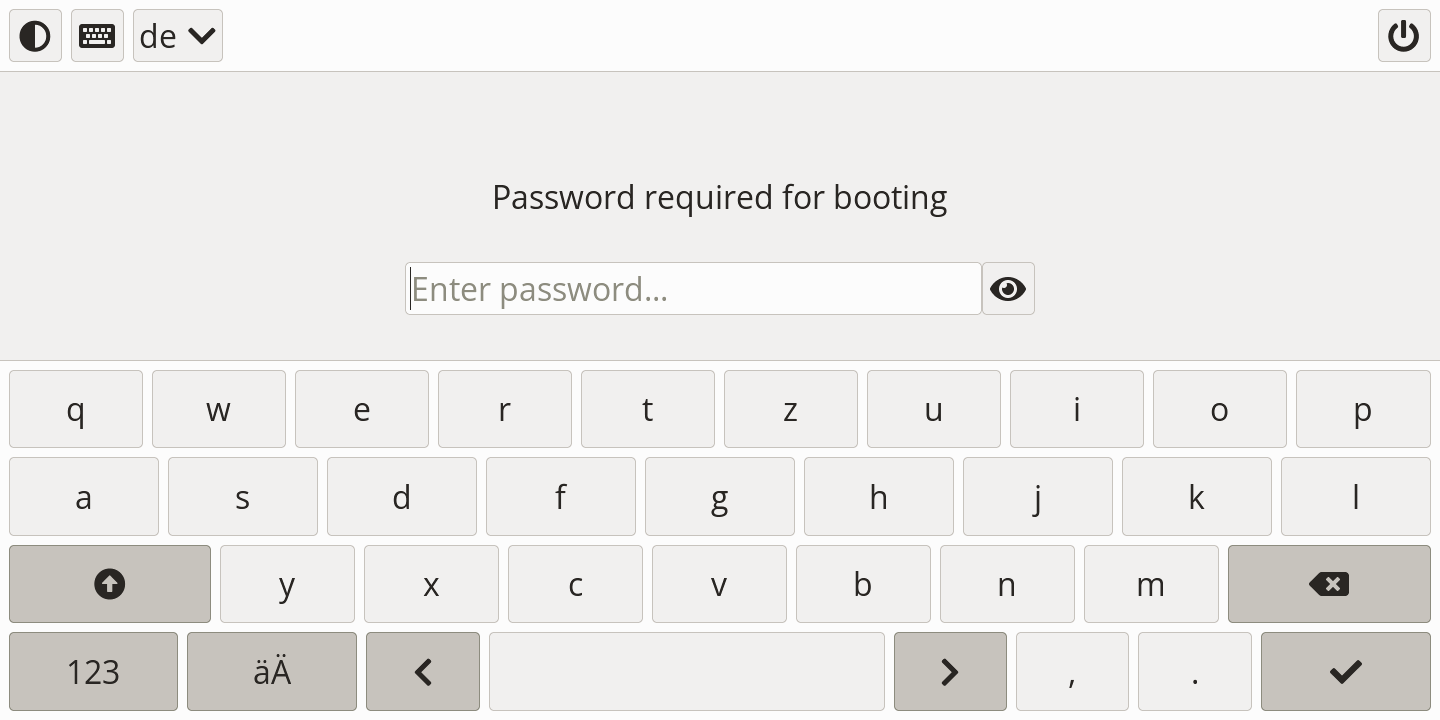 de
Password required for booting
Enter password...
q w e r t z u i o p
a s d f g h j k l
y x c v b n m
123 äÄ , .